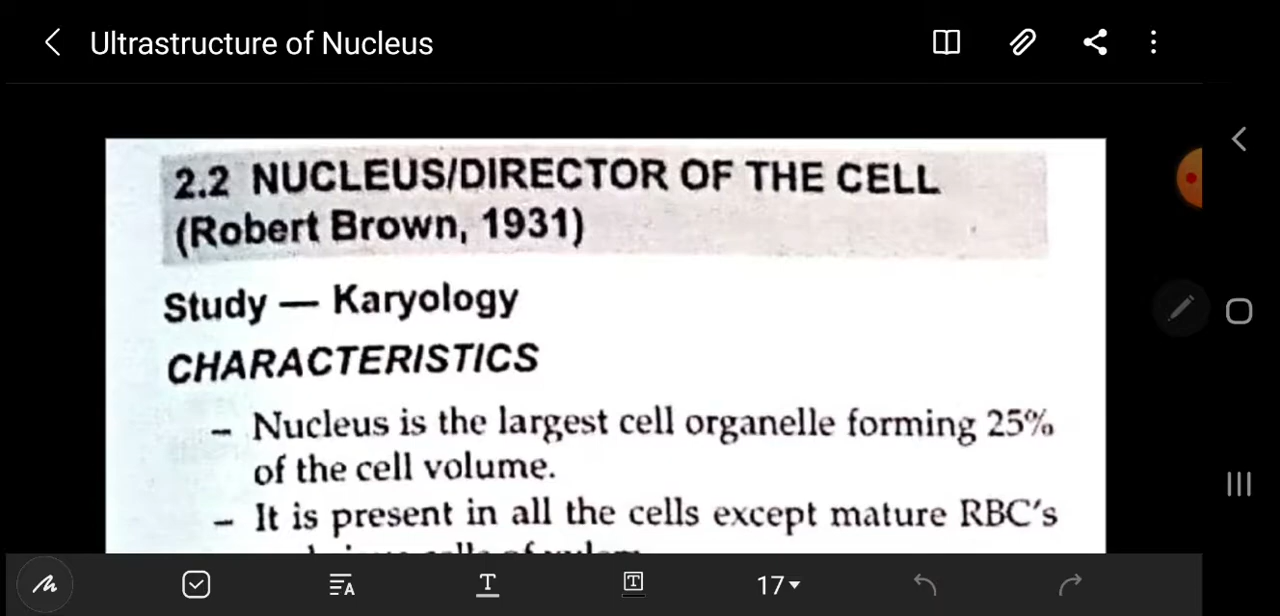 Ultrastructure of Nucleus
2.2 NUCLEUS/DIRECTOR OF THE CELL
(Robert Brown, 1931)
Study — Karyology
CHARACTERISTICS
– Nucleus is the largest cell organelle forming 25%
of the cell volume.
– It is present in all the cells except mature RBC's
17